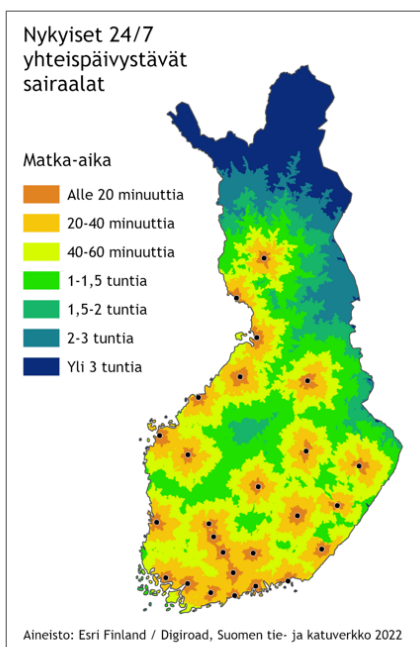 Nykyiset 24/7
yhteispäivystävät
sairaalat
Matka-aika
Alle 20 minuuttia
20-40 minuuttia
40-60 minuuttia
1-1,5 tuntia
1,5-2 tuntia
2-3 tuntia
Yli 3 tuntia
Aineisto: Esri Finland / Digiroad, Suomen tie- ja katuverkko 2022